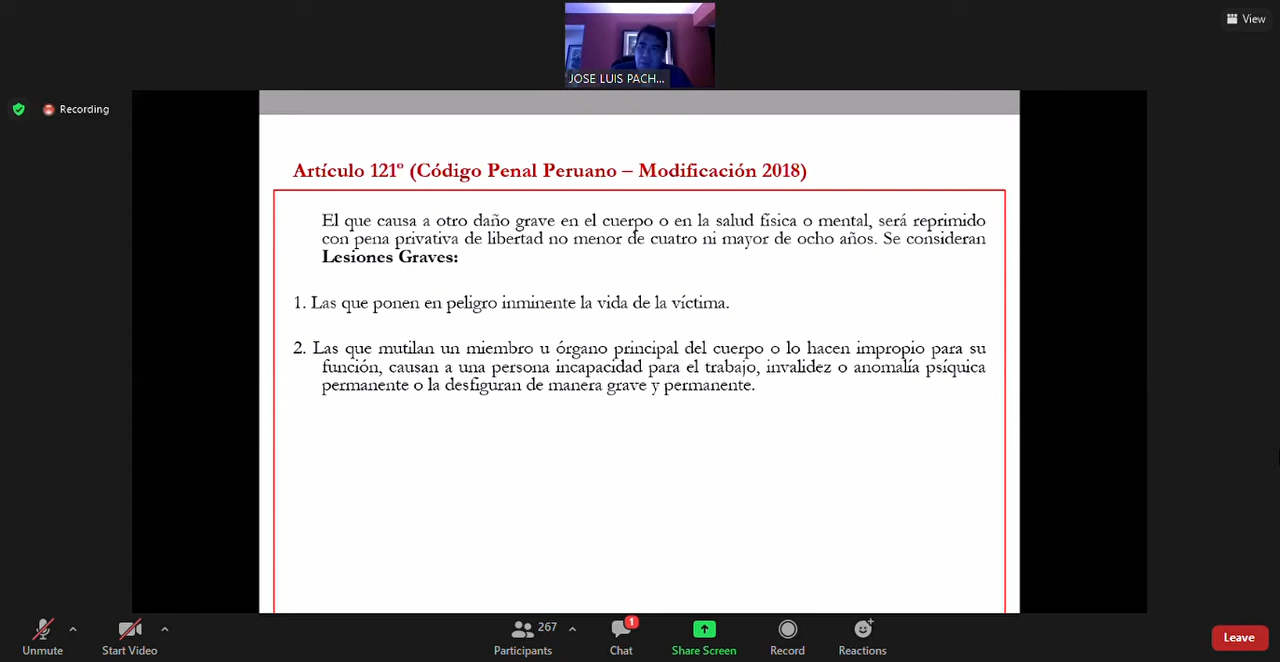 View
JOSE LUIS PACH...
Recording
Artículo 121º (Código Penal Peruano – Modificación 2018)
El que causa a otro daño grave en el cuerpo o en la salud física o mental, será reprimido
con pena privativa de libertad no menor de cuatro ni mayor de ocho años. Se consideran
Lesiones Graves:
1. Las que ponen en peligro inminente la vida de la víctima.
2. Las que mutilan un miembro u órgano principal del cuerpo o lo hacen impropio para su
función, causan a una persona incapacidad para el trabajo, invalidez o anomalía psíquica
permanente o la desfiguran de manera grave y permanente.
267
1
Unmute
Start Video
Participants
Chat
Share Screen
Record
Reactions
Leave